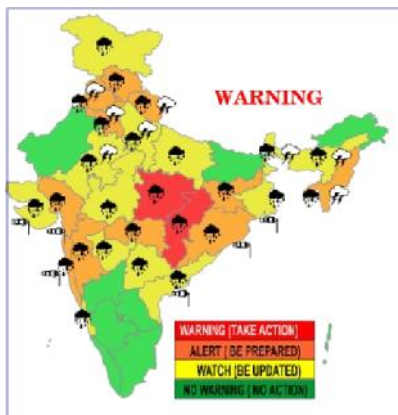 WARNING
WARNING (TAKE ACTION)
ALERT ( BE PREPARED)
WATCH (BE UPDATED)
NO WARNING ( NO ACTION)